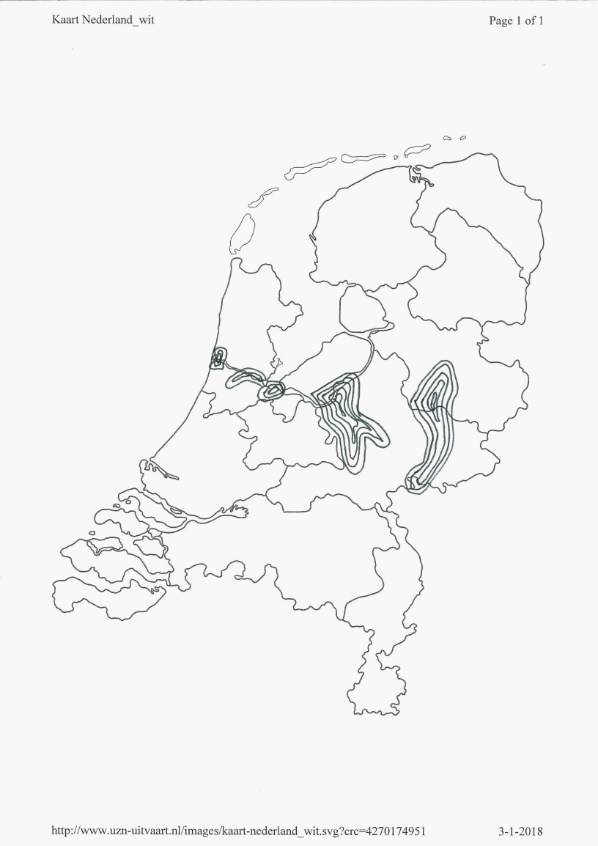 Kaart Nederland_wit
Page 1 of 1
http://www.uzn-uitvaart.nl/images/kaart-nederland_wit.svg?crc=4270174951
3-1-2018